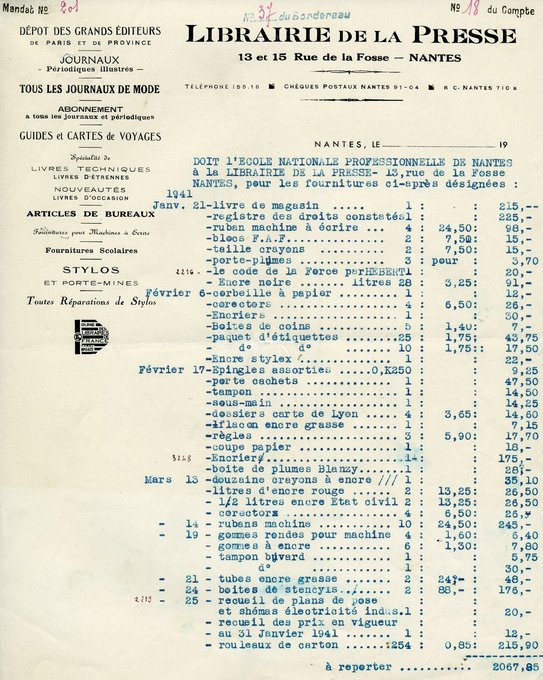 Mandat No 201
No 37 du Bordereau
No 18 du Compte
DÉPÔT DES GRANDS ÉDITEURS
DE PARIS ET DE PROVINCE
JOURNAUX
- Périodiques illustrés -
TOUS LES JOURNAUX DE MODE
ABONNEMENT
a tous les journaux et périodiques
GUIDES et CARTES de VOYAGES
Spécialité de
LIVRES TECHNIQUES
LIVRES D'ÉTRENNES
NOUVEAUTÉS
LIVRES D'OCCASION
ARTICLES DE BUREAUX
Fournitures pour Machines à Ecrire
Fournitures Scolaires
STYLOS
ET PORTE-MINES
Toutes Réparations de Stylos
LIBRAIRIE DE LA PRESSE
13 et 15 Rue de la Fosse — NANTES
TÉLÉPHONE 155.16 CHÈQUES POSTAUX NANTES 91-04 R.C. NANTES 710 B
NANTES, LE 19
DOIT L'ECOLE NATIONALE PROFESSIONNELLE DE NANTES
à la LIBRAIRIE DE LA PRESSE- 13,rue de la Fosse
NANTES, pour les fournitures ci-après désignées :
1941
Janv. 21-livre de magasin ..... 1 : : 215,--
-registre des droits constatés1 : : 225,-
-ruban machine à écrire ... 4 : 24,50: 98,-
-blocs F.A.F. ............. 2 : 7,50: 15,-
-taille crayons ........... 2 : 7,50: 15,-
-porte-plumes ............. 3 : pour : 3,70
2216- - le code de la Force par HEBERT1 : : 20,-
- Encre noire ....... litres 28 : 3,25: 91,-
Février 6-corbeille à papier ........ 1 : : 12,-
-corectors ................ 4 : 6,50: 26,-
-Encriers ................. 1 : : 30,-
-Boites de coins .......... 5 : 1,40: 7,-
-paquet d'étiquettes ...... 25 : 1,75: 43,75
- d° d° ...... 10 : 1,75: : 17,50
-Encre stylex ............. 1 : : 22,-
Février 17-Epingles assorties ....0,K250 : 9,25
-porte cachets ............ 1 : : 47,50
-tampon ................... 1 : : 14,50
-sous-main ................ 1 : : 14,25
-dossiers carte de Lyon ... 4 : 3,65: 14,60
-1flacon encre grasse ..... 1 : : 7,15
-règles ................... 3 : 5,90: 17,70
-coupe papier ............. 1 : : 18,-
3248 -Encrier .................. 1- : 175,-
-boite de plumes Blanzy.... 1 : : 28,-
Mars 13 -douzaine crayons à encre /// 1 : : 35,10
-litres d'encre rouge ..... 2 : 13,25: 26,50
-1/2 litres encre Etat civil 2 : 13,25: 26,50
-corectors ................ 4 : 6,50: 26,-
- 14 - rubans machine .......... 10 : 24,50: 245,-
- 19 - gommes rondes pour machine 4 : 1,60: 6,40
- gommes à encre .......... 6 : 1,30: 7,80
- tampon buvard ........... 1 : : 5,75
- d° ........... 1 : : 30,-
- 21 - tubes encre grasse ...... 2 : 24,- : 48,-
- 24 - boites de stencyls ...... 2 : 88,- : 176,-
- 25 - recueil de plans de pose
et shémas électricité indus.1 : : 20,-
- recueil des prix en vigueur
au 31 Janvier 1941 ...... 1 : : 12,-
- rouleaux de carton ......254 : 0,85: 215,90
à reporter .......... 2067,85